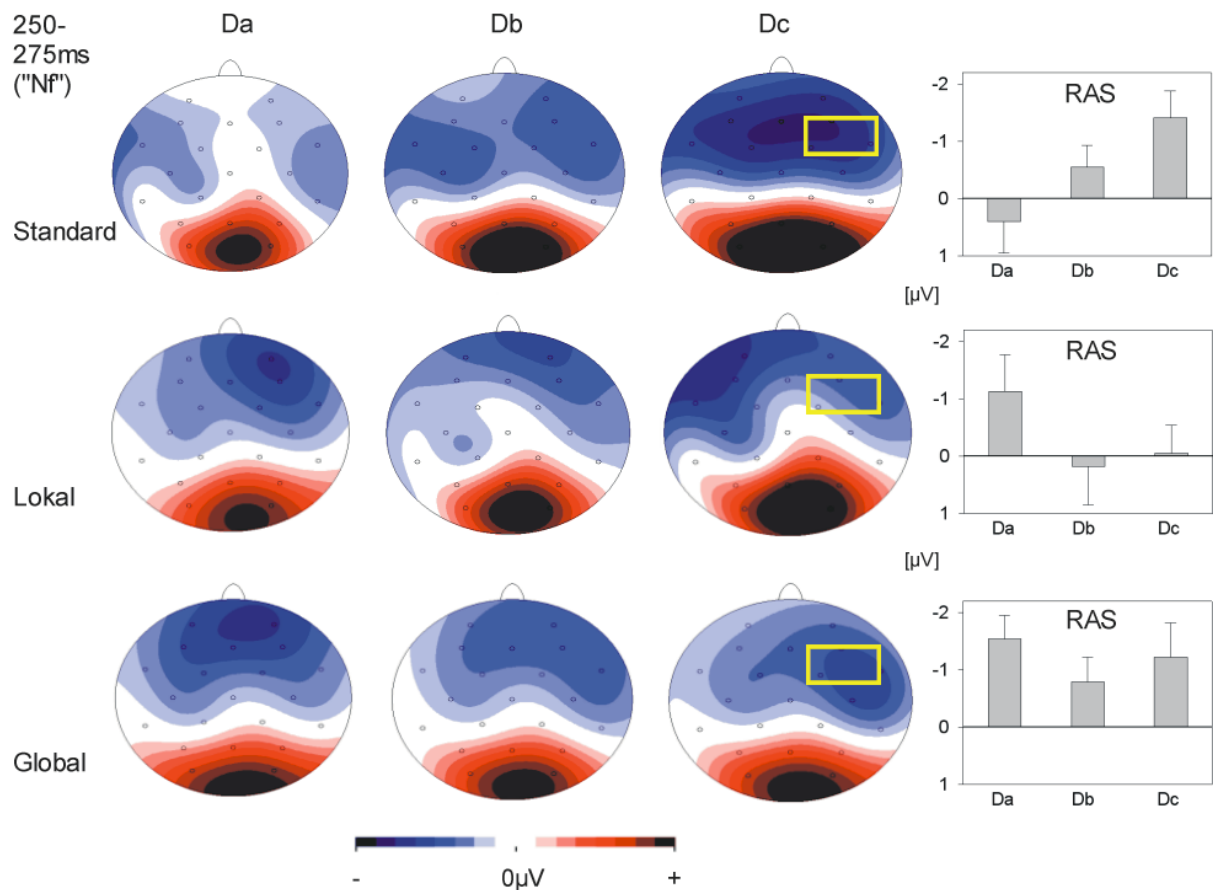 250-
275ms
("Nf")
Da
Db
Dc
Standard
-2
-1
0
1
RAS
Da
Db
Dc
[µV]
Lokal
-2
-1
0
1
RAS
Da
Db
Dc
[µV]
Global
-2
-1
0
1
RAS
Da
Db
Dc
- 0µV +